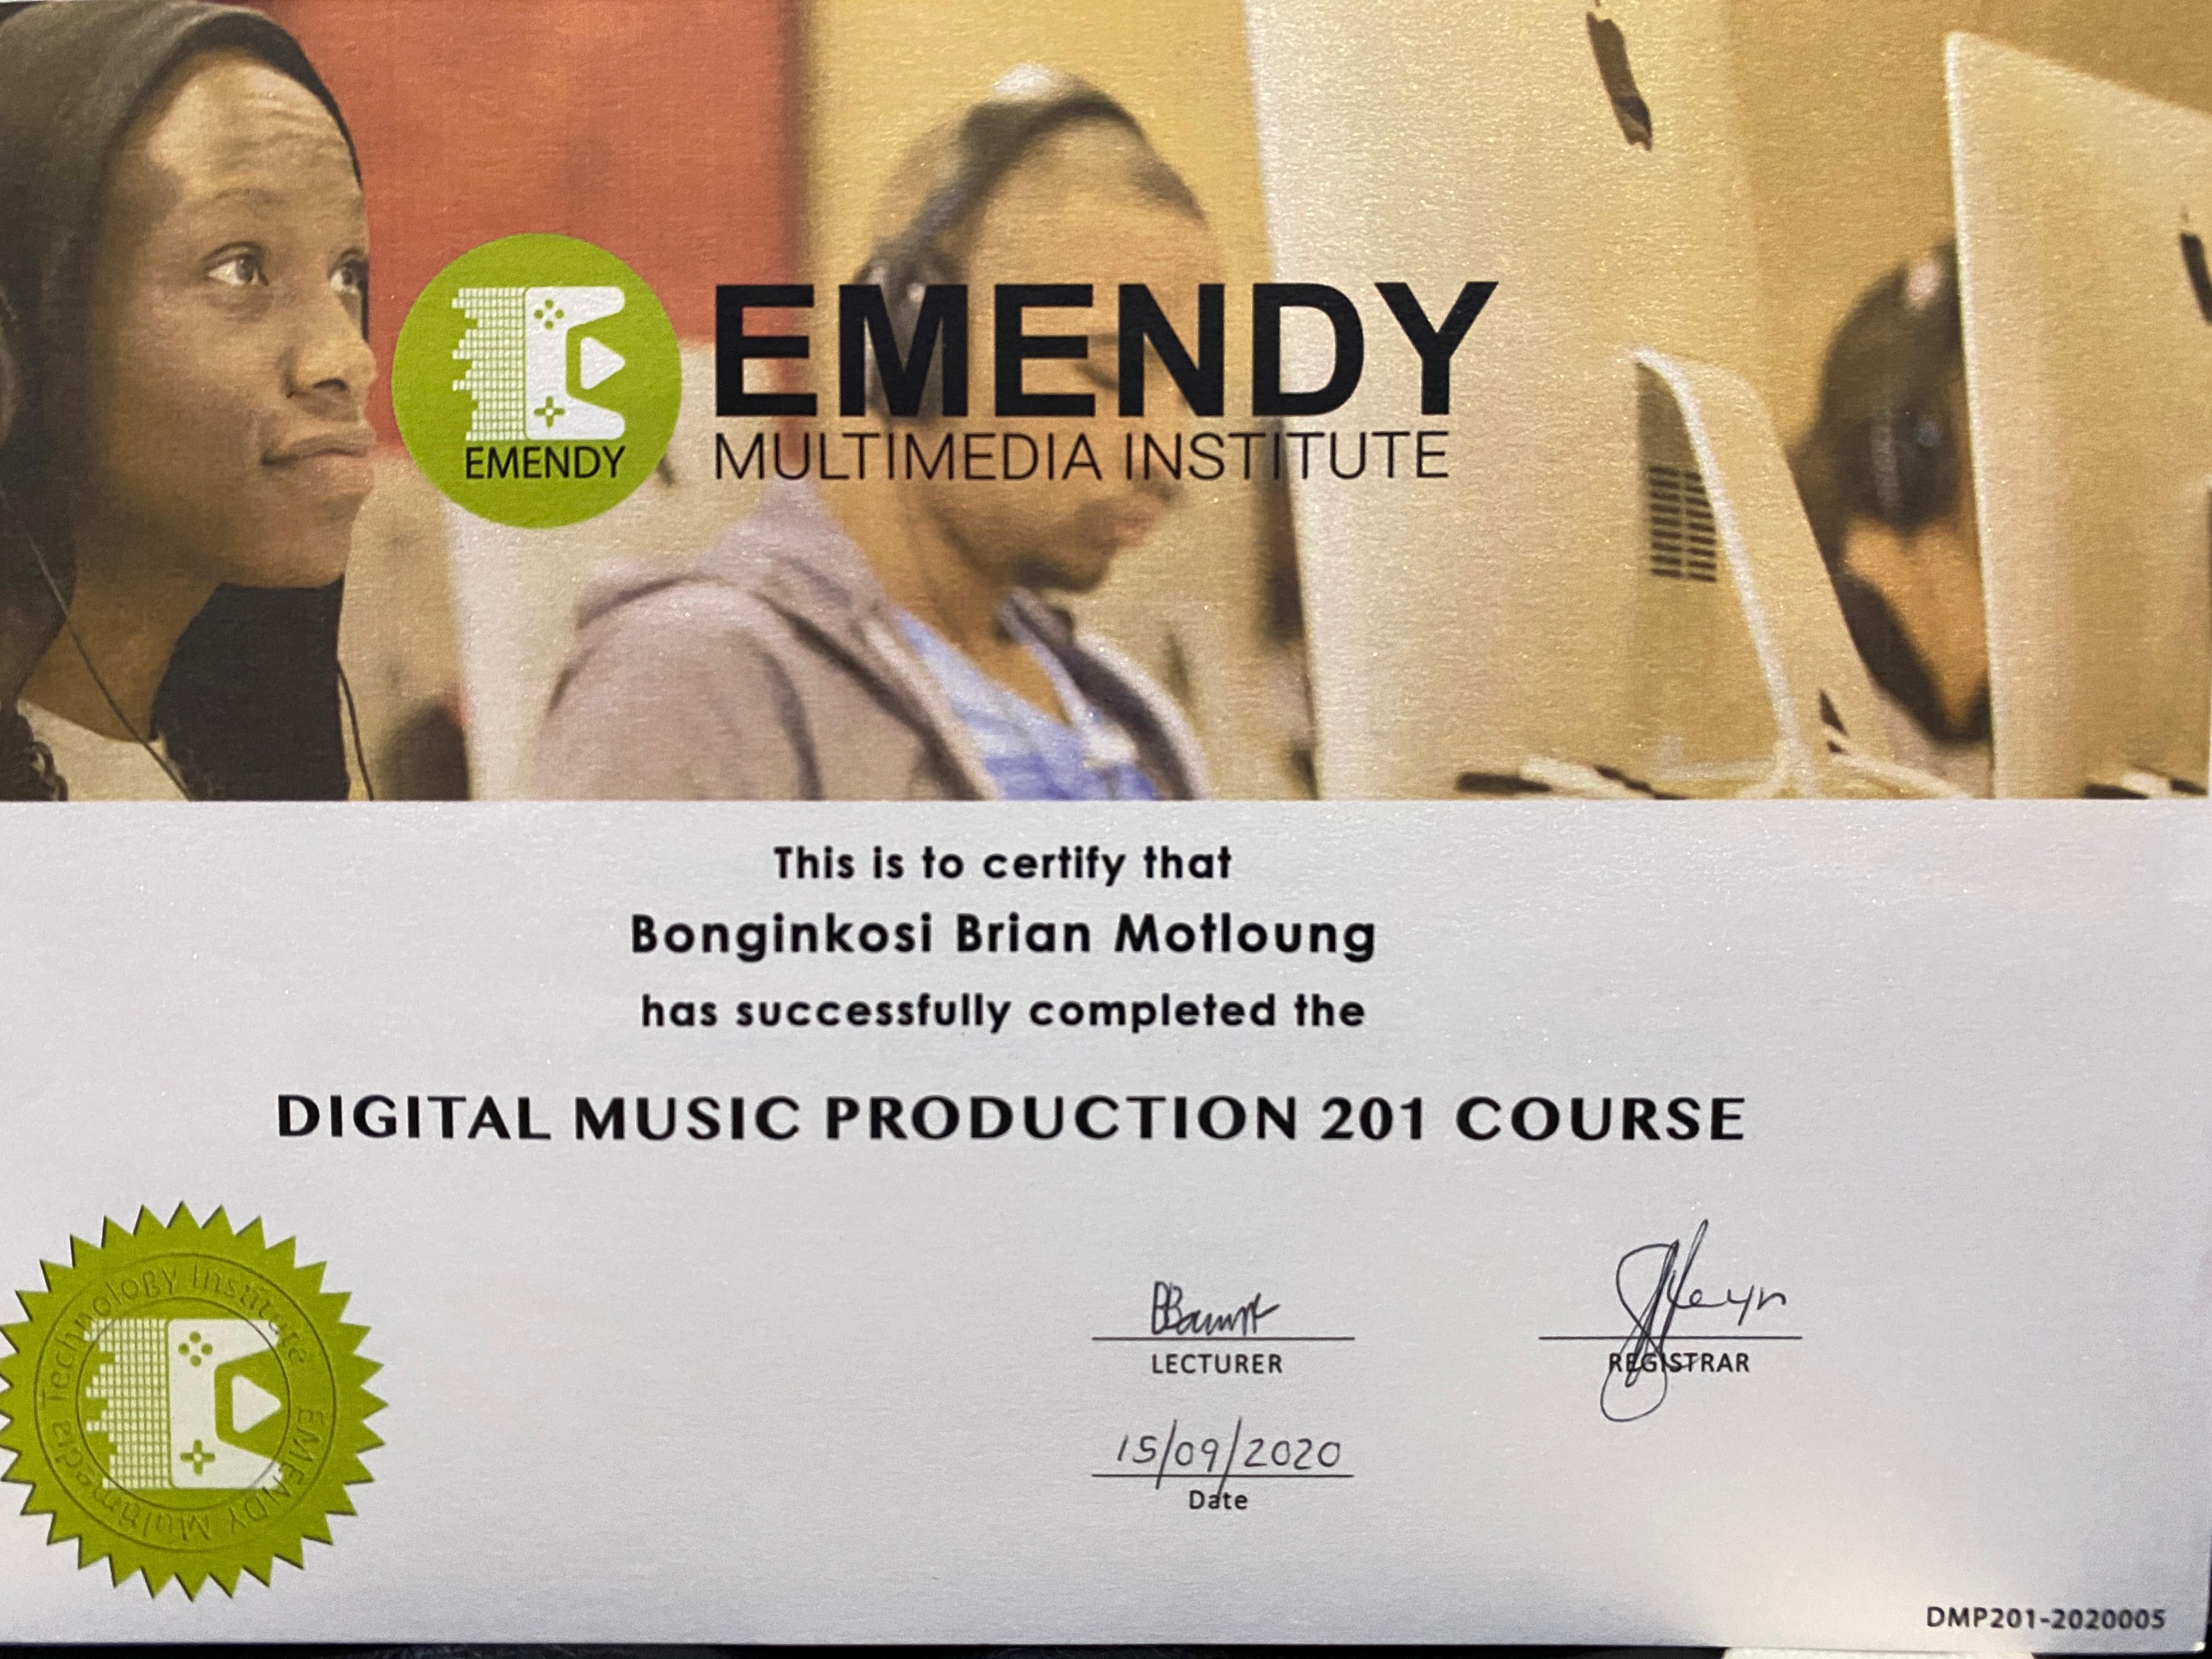 EMENDY
EMENDY
MULTIMEDIA INSTITUTE
This is to certify that
Bonginkosi Brian Motloung
has successfully completed the
DIGITAL MUSIC PRODUCTION 201 COURSE
EMENDY Multimedia Technology Institute
LECTURER
REGISTRAR
15/09/2020
Date
DMP201-2020005